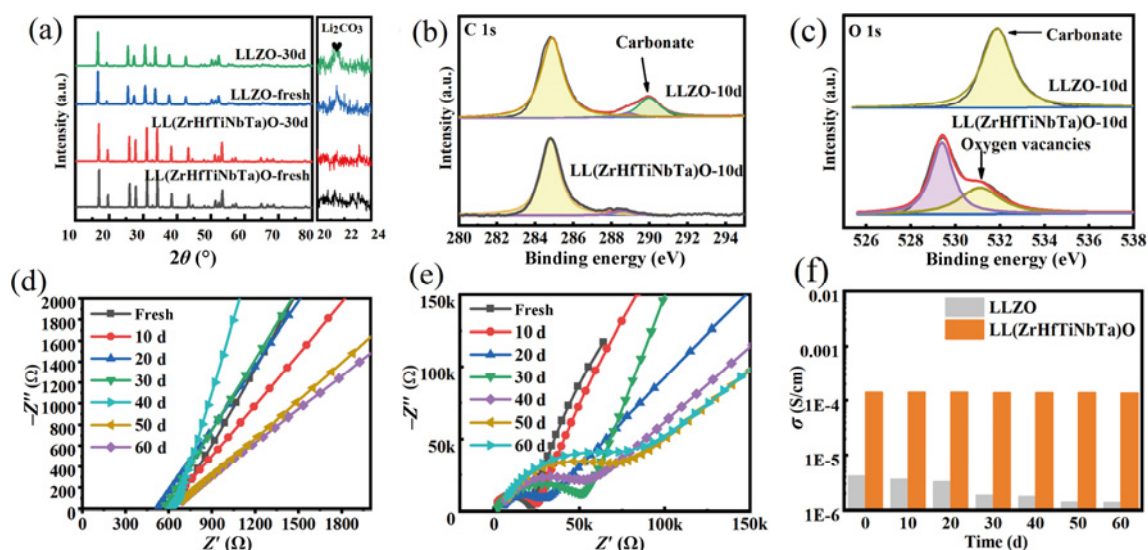 (a)
Li2CO3
LLZO-30d
LLZO-fresh
LL(ZrHfTiNbTa)O-30d
LL(ZrHfTiNbTa)O-fresh
Intensity (a.u.)
10 20 30 40 50 60 70 80 20 22 24
2θ (°)
(b)
C 1s
Carbonate
LLZO-10d
LL(ZrHfTiNbTa)O-10d
Intensity (a.u.)
280 282 284 286 288 290 292 294
Binding energy (eV)
(c)
O 1s
Carbonate
LLZO-10d
LL(ZrHfTiNbTa)O-10d
Oxygen vacancies
Intensity (a.u.)
526 528 530 532 534 536 538
Binding energy (eV)
(d)
2000
1800
1600
1400
1200
1000
800
600
400
200
0
−Z″ (Ω)
Fresh
10 d
20 d
30 d
40 d
50 d
60 d
0 300 600 900 1200 1500 1800
Z′ (Ω)
(e)
150k
100k
50k
0
−Z″ (Ω)
Fresh
10 d
20 d
30 d
40 d
50 d
60 d
0 50k 100k 150k
Z′ (Ω)
(f)
LLZO
LL(ZrHfTiNbTa)O
0.01
0.001
1E-4
1E-5
1E-6
σ (S/cm)
0 10 20 30 40 50 60
Time (d)